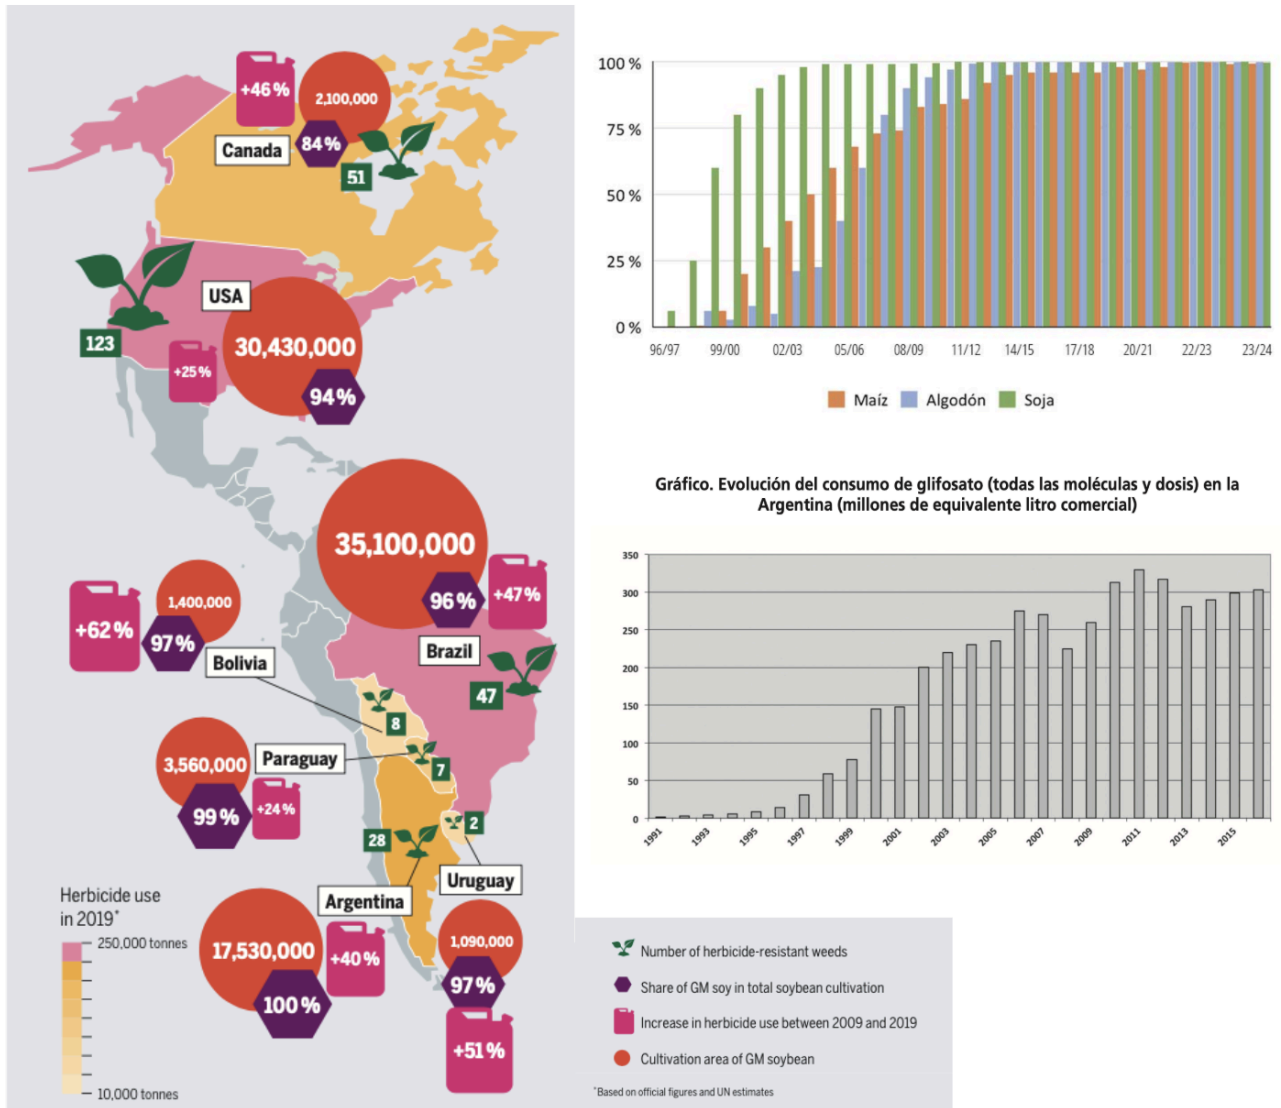 +46 %
2,100,000
84 %
Canada
51
USA
123
30,430,000
+25 %
94 %
35,100,000
96 %
+47 %
Brazil
47
1,400,000
+62 %
97 %
Bolivia
8
Paraguay
7
3,560,000
99 %
+24 %
2
28
Uruguay
Argentina
17,530,000
+40 %
100 %
1,090,000
97 %
+51 %
Herbicide use
in 2019*
250,000 tonnes
10,000 tonnes
Number of herbicide-resistant weeds
Share of GM soy in total soybean cultivation
Increase in herbicide use between 2009 and 2019
Cultivation area of GM soybean
*Based on official figures and UN estimates
100 %
75 %
50 %
25 %
0 %
96/97 99/00 02/03 05/06 08/09 11/12 14/15 17/18 20/21 22/23 23/24
Maíz Algodón Soja
Gráfico. Evolución del consumo de glifosato (todas las moléculas y dosis) en la
Argentina (millones de equivalente litro comercial)
350
300
250
200
150
100
50
0
1991 1993 1995 1997 1999 2001 2003 2005 2007 2009 2011 2013 2015